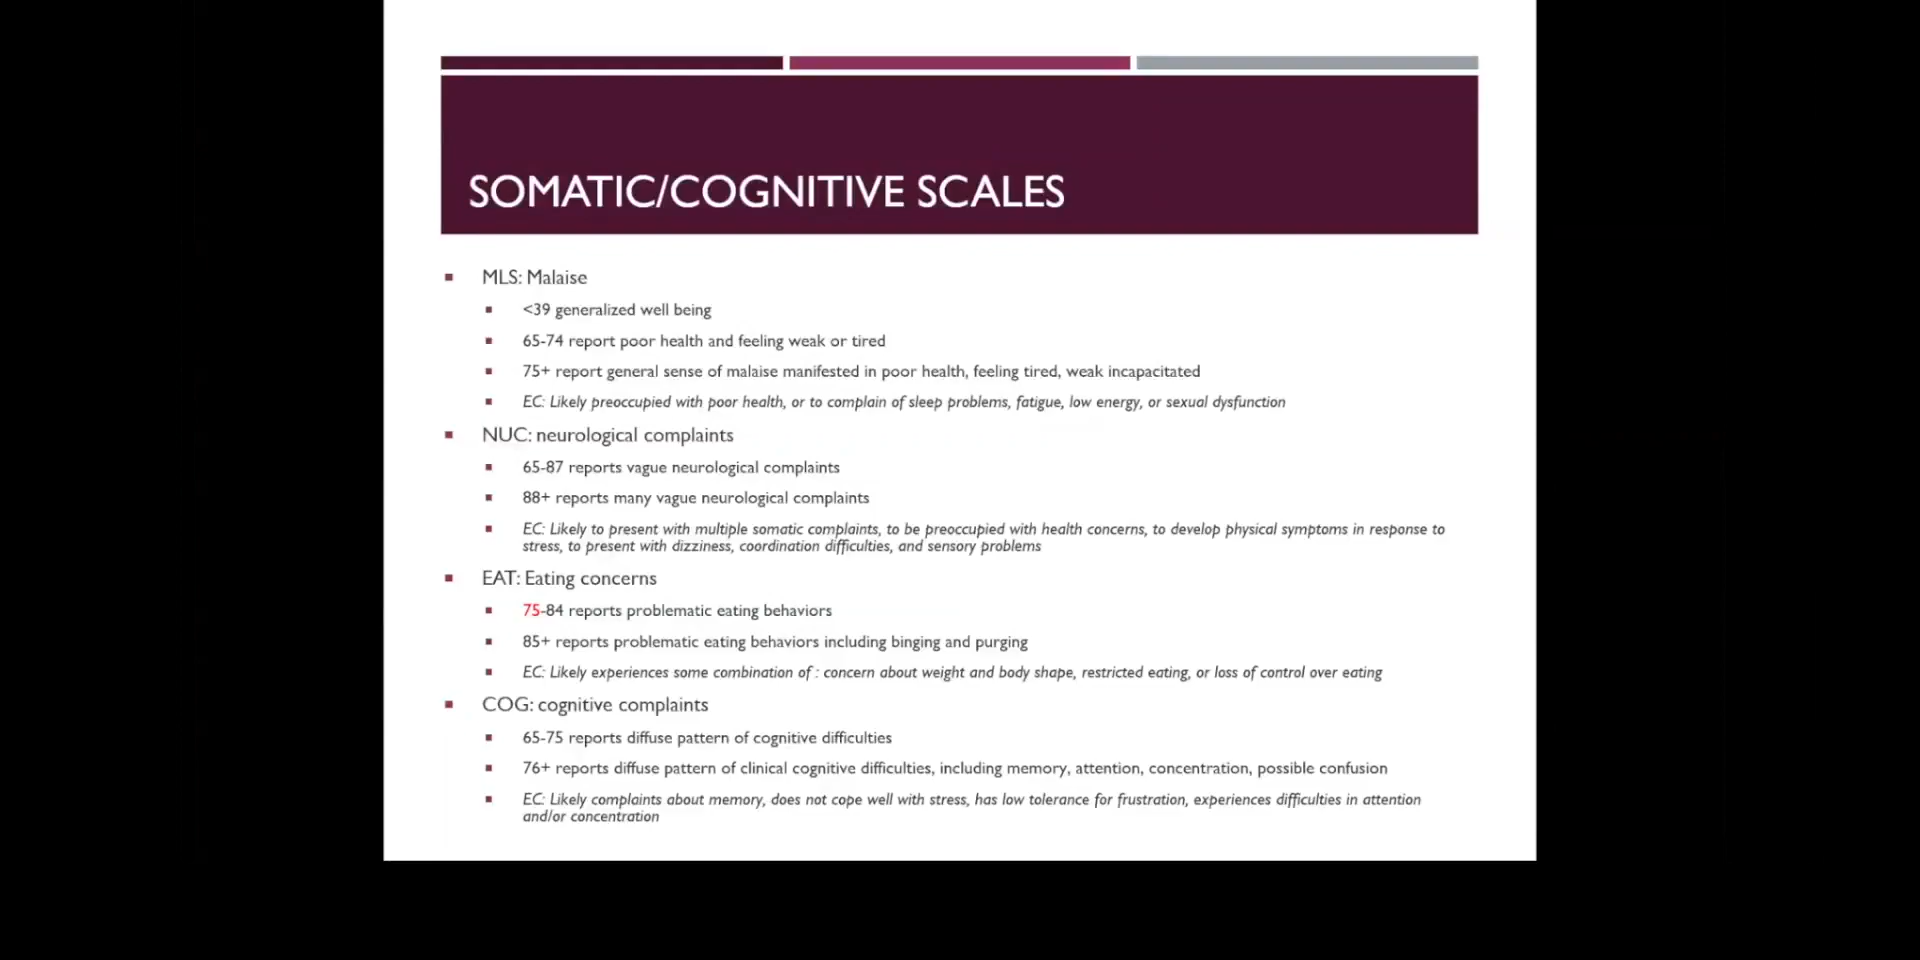 SOMATIC/COGNITIVE SCALES
MLS: Malaise
<39 generalized well being
65-74 report poor health and feeling weak or tired
75+ report general sense of malaise manifested in poor health, feeling tired, weak incapacitated
EC: Likely preoccupied with poor health, or to complain of sleep problems, fatigue, low energy, or sexual dysfunction
NUC: neurological complaints
65-87 reports vague neurological complaints
88+ reports many vague neurological complaints
EC: Likely to present with multiple somatic complaints, to be preoccupied with health concerns, to develop physical symptoms in response to
stress, to present with dizziness, coordination difficulties, and sensory problems
EAT: Eating concerns
75-84 reports problematic eating behaviors
85+ reports problematic eating behaviors including binging and purging
EC: Likely experiences some combination of : concern about weight and body shape, restricted eating, or loss of control over eating
COG: cognitive complaints
65-75 reports diffuse pattern of cognitive difficulties
76+ reports diffuse pattern of clinical cognitive difficulties, including memory, attention, concentration, possible confusion
EC: Likely complaints about memory, does not cope well with stress, has low tolerance for frustration, experiences difficulties in attention
and/or concentration